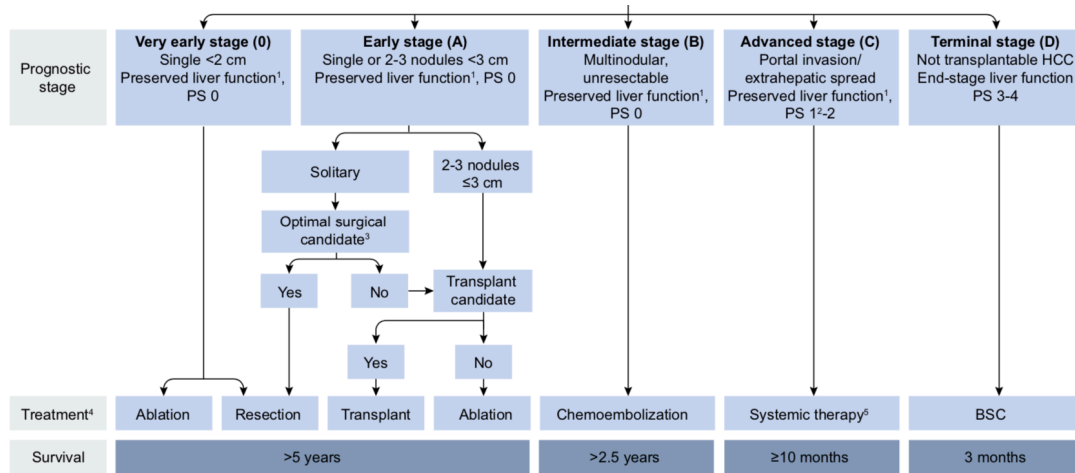 Prognostic
stage
Very early stage (0)
Single <2 cm
Preserved liver function¹,
PS 0
Early stage (A)
Single or 2-3 nodules <3 cm
Preserved liver function¹, PS 0
Intermediate stage (B)
Multinodular,
unresectable
Preserved liver function¹,
PS 0
Advanced stage (C)
Portal invasion/
extrahepatic spread
Preserved liver function¹,
PS 1²-2
Terminal stage (D)
Not transplantable HCC
End-stage liver function
PS 3-4
Solitary
2-3 nodules
≤3 cm
Optimal surgical
candidate³
Yes
No
Transplant
candidate
Yes
No
Treatment⁴
Ablation
Resection
Transplant
Ablation
Chemoembolization
Systemic therapy⁵
BSC
Survival
>5 years
>2.5 years
≥10 months
3 months